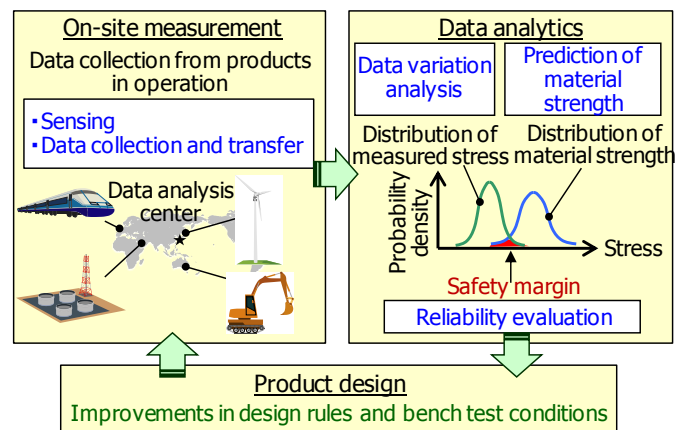 On-site measurement
Data collection from products
in operation
・Sensing
・Data collection and transfer
Data analysis
center
Data analytics
Data variation
analysis
Prediction of
material
strength
Distribution of
measured stress
Distribution of
material strength
Probability
density
Stress
Safety margin
Reliability evaluation
Product design
Improvements in design rules and bench test conditions